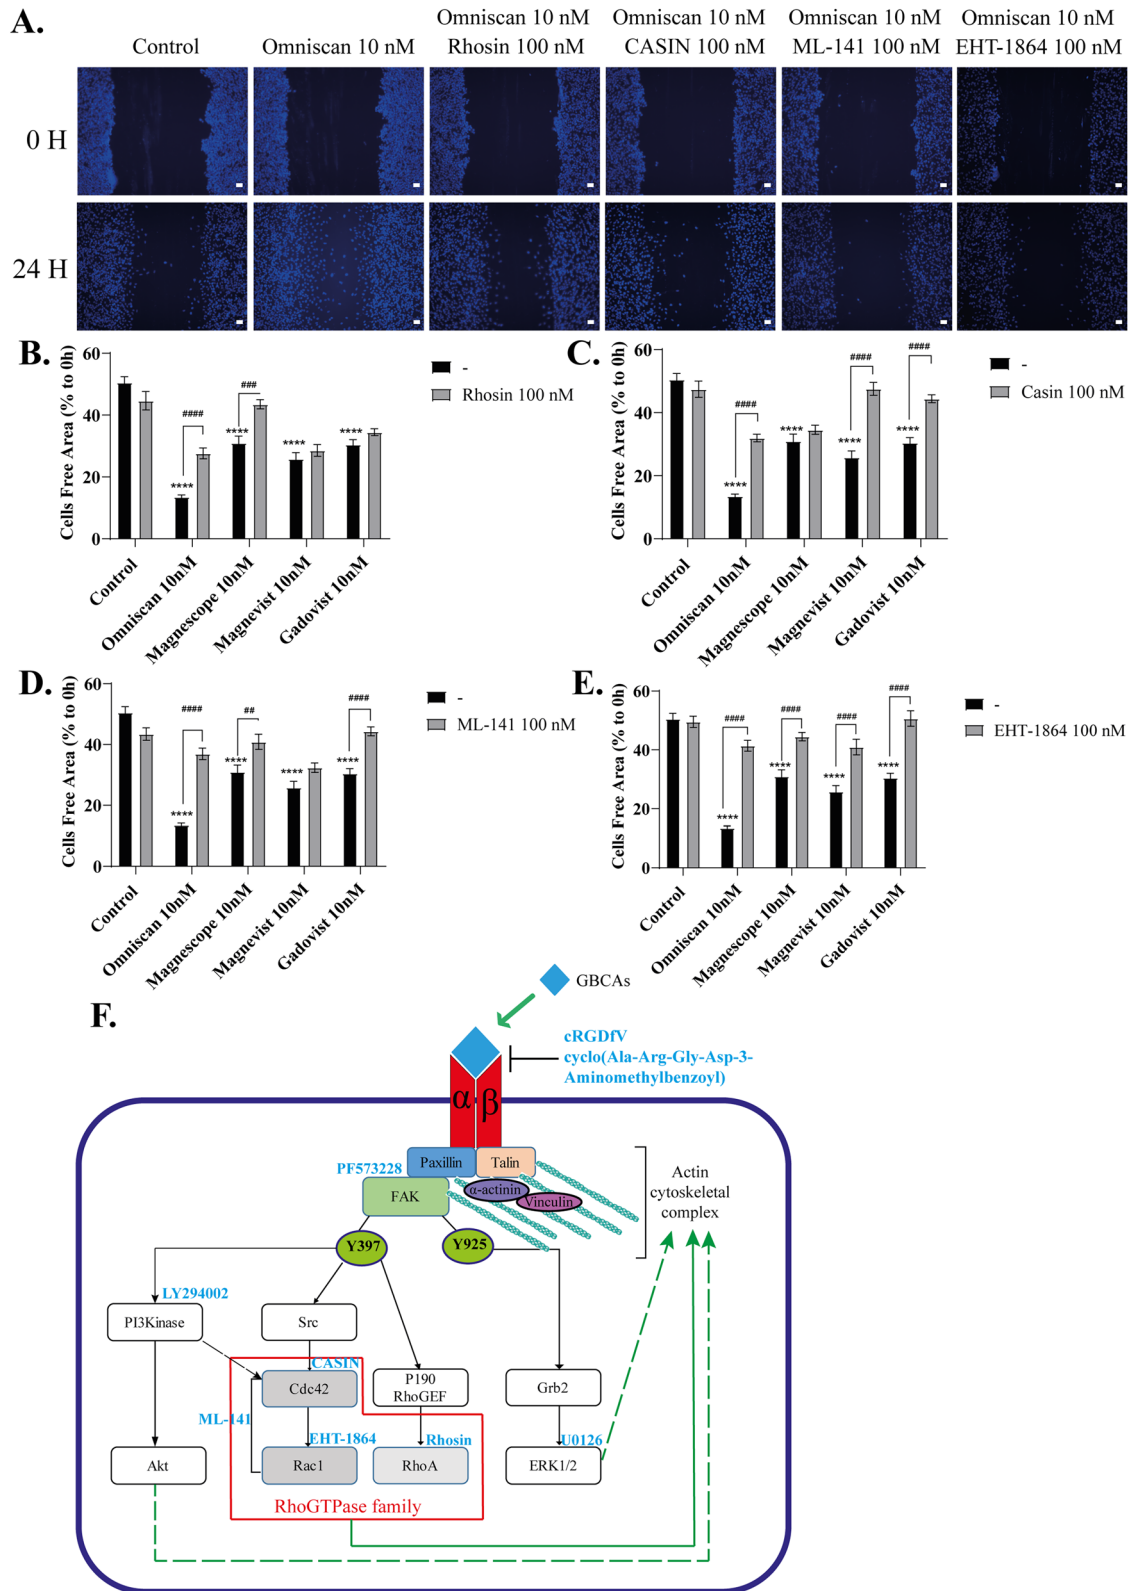 A.
Control
Omniscan 10 nM
Omniscan 10 nM
Rhosin 100 nM
Omniscan 10 nM
CASIN 100 nM
Omniscan 10 nM
ML-141 100 nM
Omniscan 10 nM
EHT-1864 100 nM
0 H
24 H
B.
Cells Free Area (% to 0h)
60
40
20
0
****
####
****
###
****
****
-
Rhosin 100 nM
Control
Omniscan 10nM
Magnescope 10nM
Magnevist 10nM
Gadovist 10nM
C.
Cells Free Area (% to 0h)
60
40
20
0
****
####
****
****
####
****
####
-
Casin 100 nM
Control
Omniscan 10nM
Magnescope 10nM
Magnevist 10nM
Gadovist 10nM
D.
Cells Free Area (% to 0h)
60
40
20
0
****
####
****
##
****
****
####
-
ML-141 100 nM
Control
Omniscan 10nM
Magnescope 10nM
Magnevist 10nM
Gadovist 10nM
E.
Cells Free Area (% to 0h)
60
40
20
0
****
####
****
####
****
####
****
####
-
EHT-1864 100 nM
Control
Omniscan 10nM
Magnescope 10nM
Magnevist 10nM
Gadovist 10nM
F.
GBCAs
cRGDfV
cyclo(Ala-Arg-Gly-Asp-3-
Aminomethylbenzoyl)
α
β
PF573228
Paxillin
Talin
FAK
α-actinin
Vinculin
Actin
cytoskeletal
complex
Y397
Y925
LY294002
PI3Kinase
Src
CASIN
Cdc42
P190
RhoGEF
Grb2
ML-141
EHT-1864
Rhosin
U0126
Akt
Rac1
RhoA
ERK1/2
RhoGTPase family